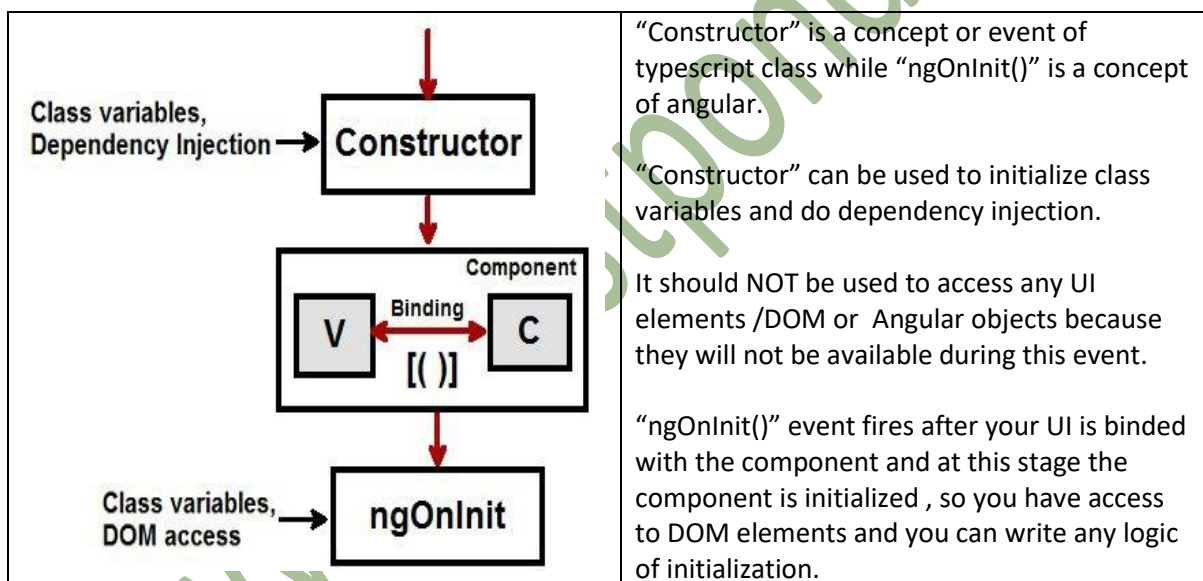 Class variables,
Dependency Injection
Constructor
Component
V
Binding
C
[( )]
Class variables,
DOM access
ngOnInit
“Constructor” is a concept or event of
typescript class while “ngOnInit()” is a concept
of angular.
“Constructor” can be used to initialize class
variables and do dependency injection.
It should NOT be used to access any UI
elements /DOM or  Angular objects because
they will not be available during this event.
“ngOnInit()” event fires after your UI is binded
with the component and at this stage the
component is initialized , so you have access
to DOM elements and you can write any logic
of initialization.